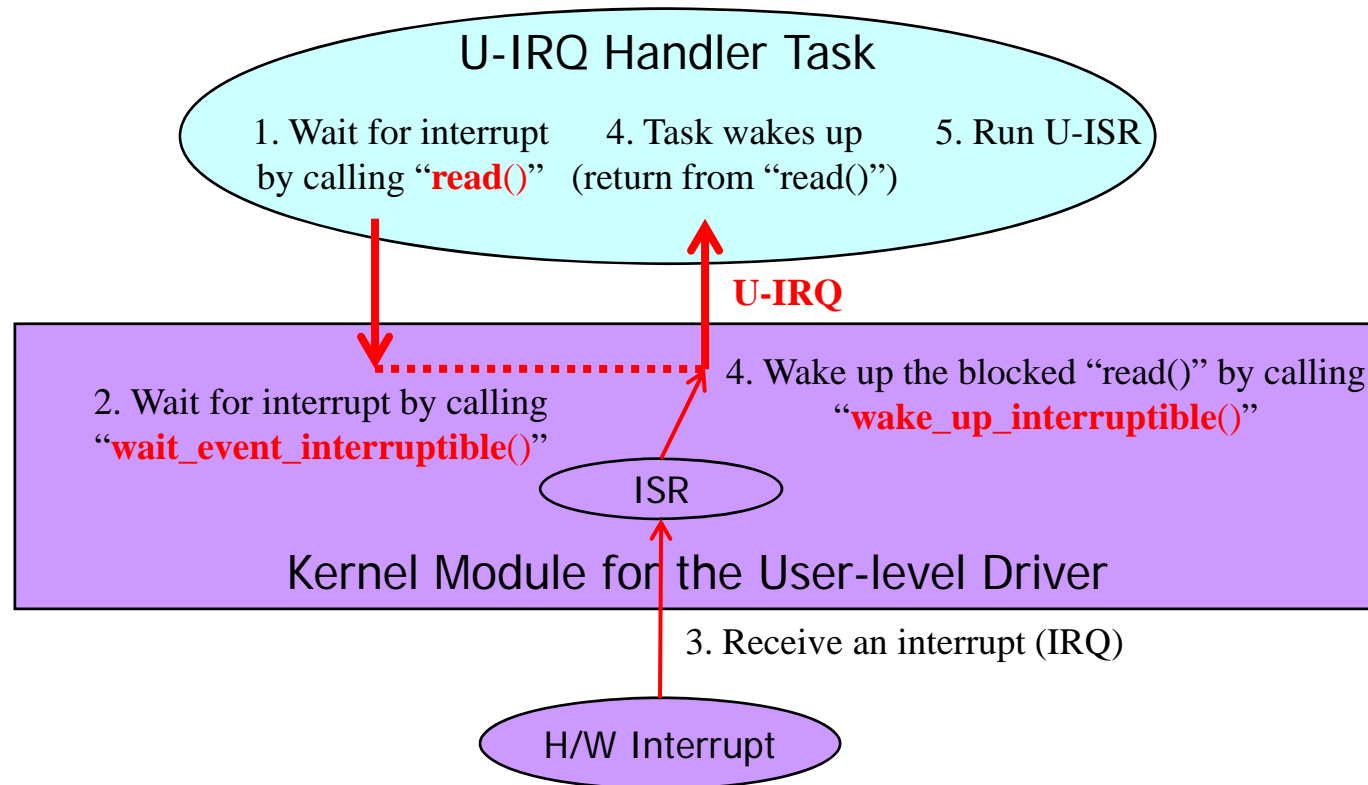 U-IRQ Handler Task
1. Wait for interrupt
by calling “read()”
4. Task wakes up
(return from “read()”)
5. Run U-ISR
U-IRQ
2. Wait for interrupt by calling
“wait_event_interruptible()”
4. Wake up the blocked “read()” by calling
“wake_up_interruptible()”
ISR
Kernel Module for the User-level Driver
3. Receive an interrupt (IRQ)
H/W Interrupt